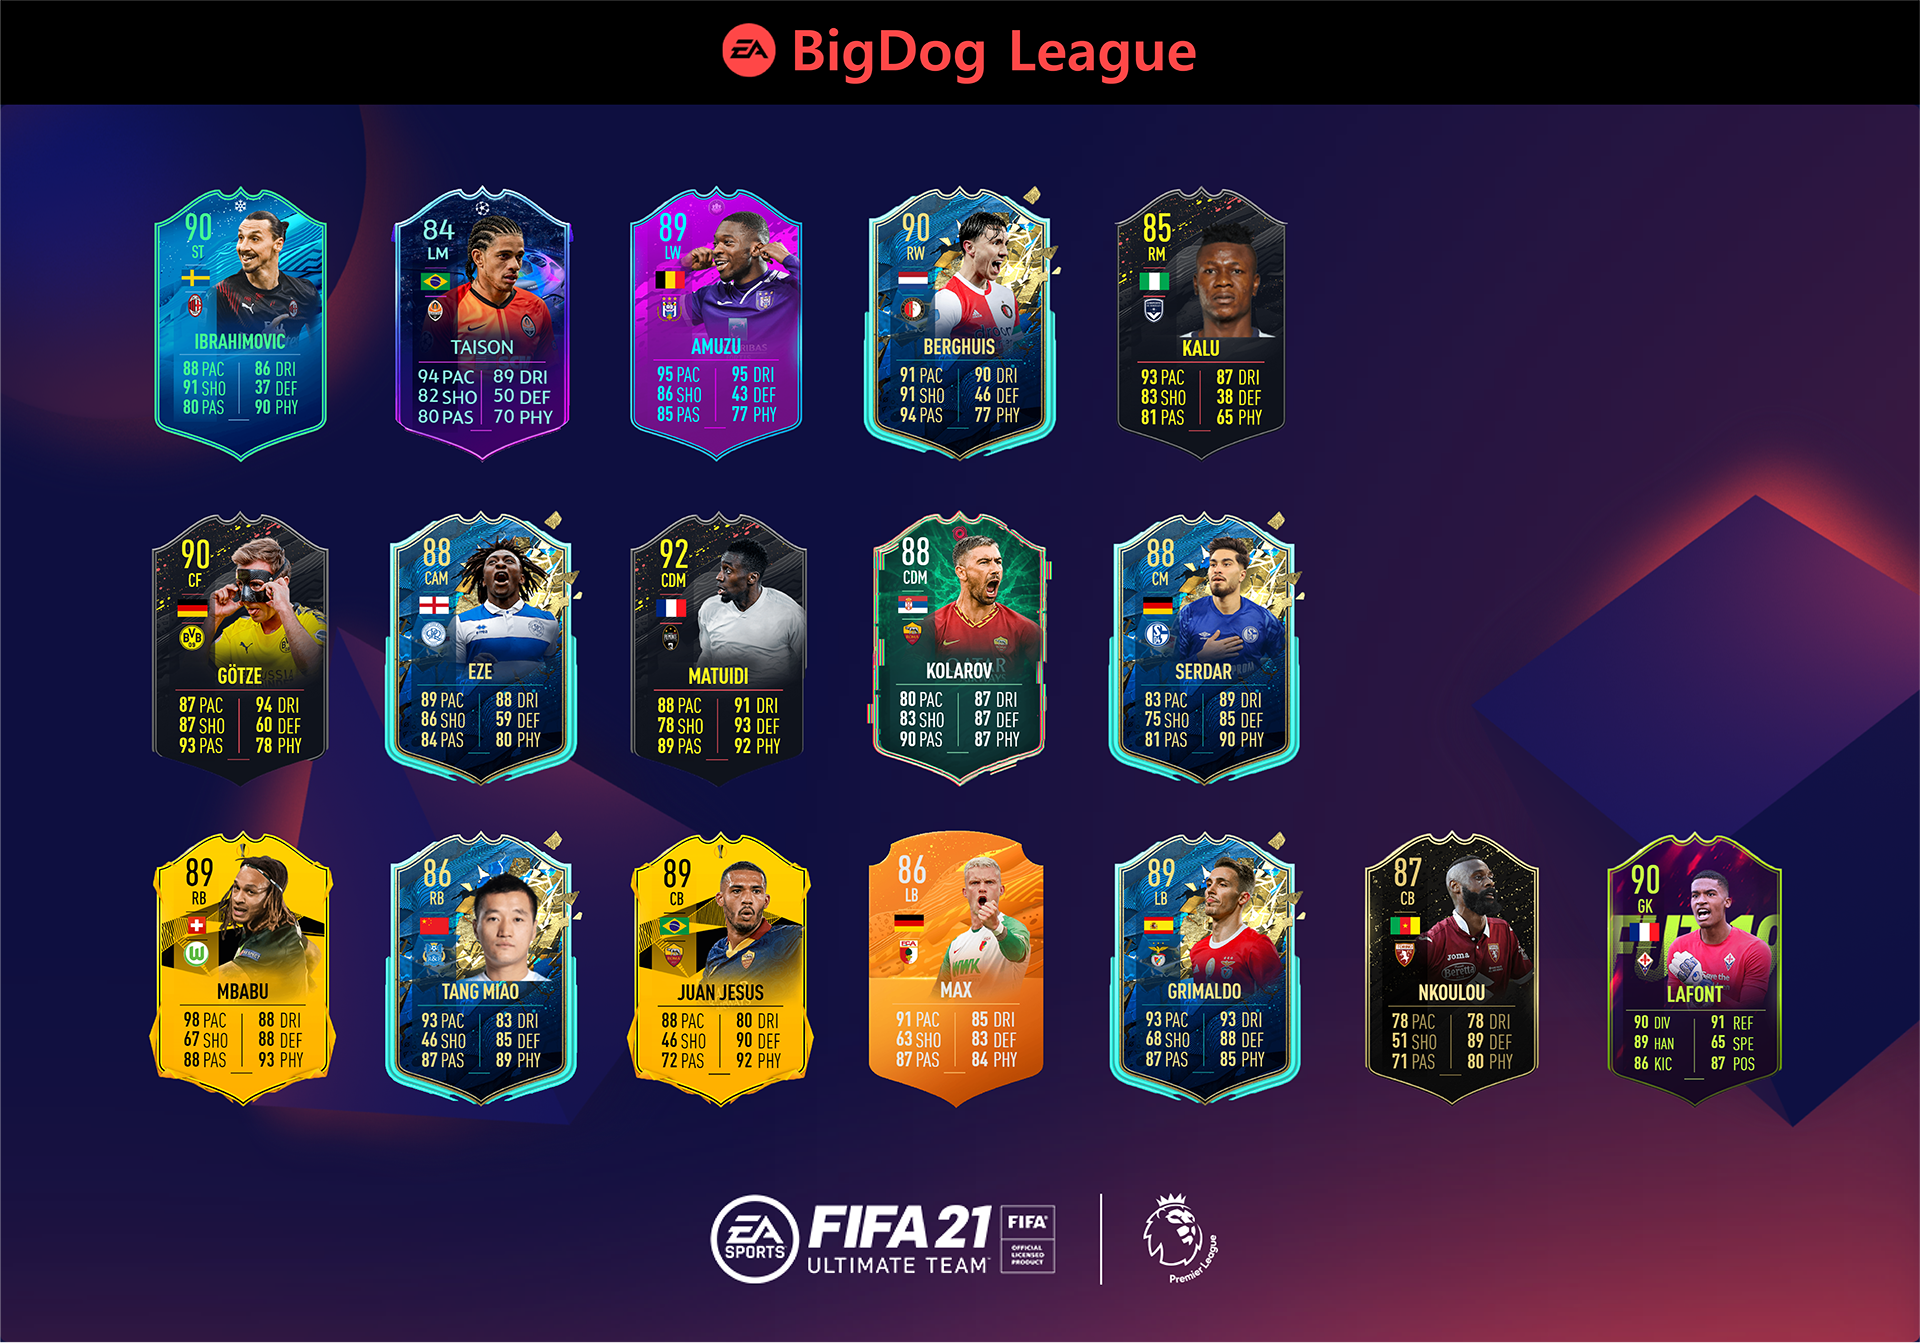 EA BigDog League
90
ST
IBRAHIMOVIC
88 PAC 86 DRI
91 SHO 37 DEF
80 PAS 90 PHY
84
LM
TAISON
94 PAC 89 DRI
82 SHO 50 DEF
80 PAS 70 PHY
89
LW
AMUZU
95 PAC 95 DRI
86 SHO 43 DEF
85 PAS 77 PHY
90
RW
BERGHUIS
91 PAC 90 DRI
91 SHO 46 DEF
94 PAS 77 PHY
85
RM
KALU
93 PAC 87 DRI
83 SHO 38 DEF
81 PAS 65 PHY
90
CF
BVB
09
GÖTZE
87 PAC 94 DRI
87 SHO 60 DEF
93 PAS 78 PHY
88
CAM
EZE
89 PAC 88 DRI
86 SHO 59 DEF
84 PAS 80 PHY
92
CDM
MATUIDI
88 PAC 91 DRI
78 SHO 93 DEF
89 PAS 92 PHY
88
CDM
KOLAROV
80 PAC 87 DRI
83 SHO 87 DEF
90 PAS 87 PHY
88
CM
SERDAR
83 PAC 89 DRI
75 SHO 85 DEF
81 PAS 90 PHY
89
RB
MBABU
98 PAC 88 DRI
67 SHO 88 DEF
88 PAS 93 PHY
86
RB
TANG MIAO
93 PAC 83 DRI
46 SHO 85 DEF
87 PAS 89 PHY
89
CB
JUAN JESUS
88 PAC 80 DRI
46 SHO 90 DEF
72 PAS 92 PHY
86
LB
WWK
MAX
91 PAC 85 DRI
63 SHO 83 DEF
87 PAS 84 PHY
89
LB
GRIMALDO
93 PAC 93 DRI
68 SHO 88 DEF
87 PAS 85 PHY
87
CB
joma
Beretta
NKOULOU
78 PAC 78 DRI
51 SHO 89 DEF
71 PAS 80 PHY
90
GK
LAFONT
90 DIV 91 REF
89 HAN 65 SPE
86 KIC 87 POS
EA SPORTS FIFA 21
ULTIMATE TEAM
FIFA
OFFICIAL
LICENSED
PRODUCT
Premier League